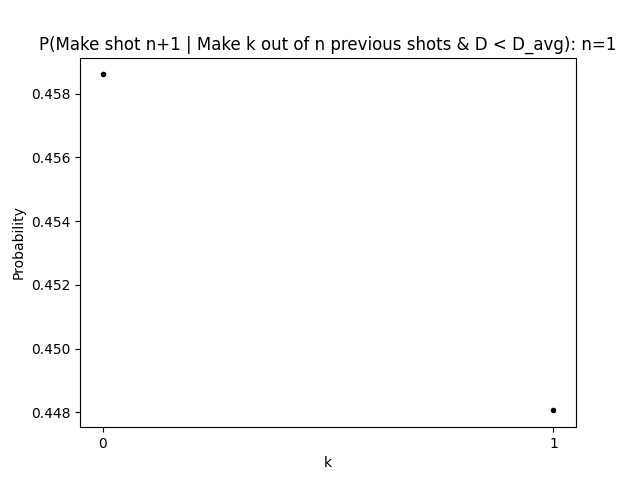 P(Make shot n+1 | Make k out of n previous shots & D < D_avg): n=1
0.458
0.456
0.454
0.452
0.450
0.448
Probability
0 1
k